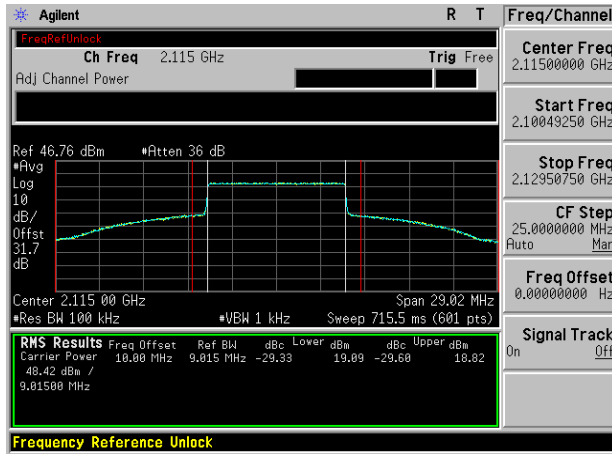 Agilent R T Freq/Channel
FreqRefUnlock
Ch Freq 2.115 GHz Trig Free
Adj Channel Power
Center Freq
2.11500000 GHz
Start Freq
2.10049250 GHz
Stop Freq
2.12950750 GHz
CF Step
25.0000000 MHz
Auto Man
Freq Offset
0.00000000 Hz
Signal Track
On Off
Ref 46.76 dBm #Atten 36 dB
#Avg
Log
10
dB/
Offst
31.7
dB
Center 2.115 00 GHz Span 29.02 MHz
#Res BW 100 kHz #VBW 1 kHz Sweep 715.5 ms (601 pts)
RMS Results Freq Offset Ref BW dBc Lower dBm dBc Upper dBm
Carrier Power 10.00 MHz 9.015 MHz -29.33 19.09 -29.60 18.82
48.42 dBm /
9.01500 MHz
Frequency Reference Unlock